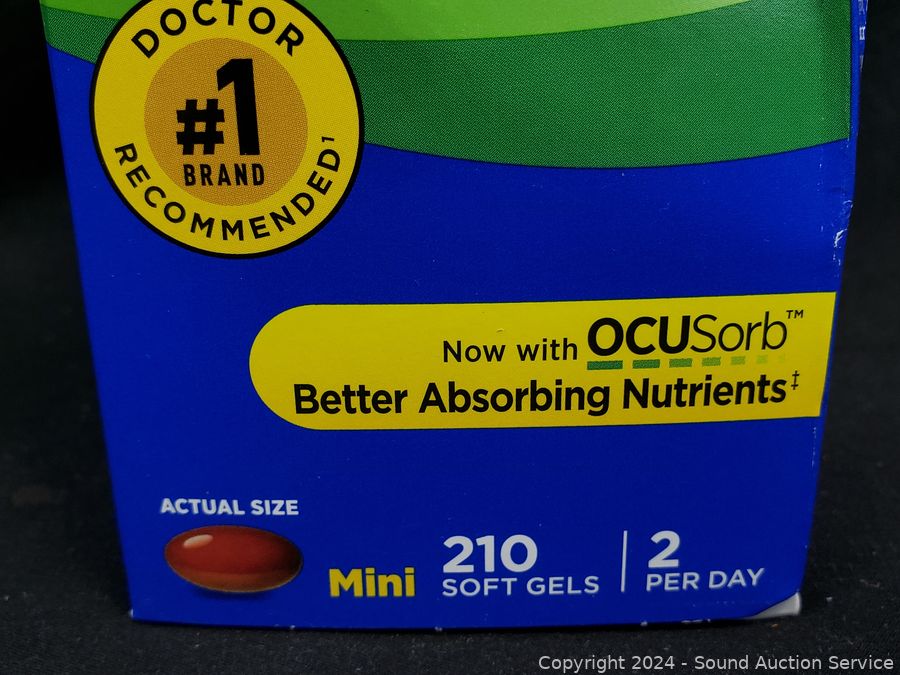 DOCTOR
#1
BRAND
RECOMMENDED¹
Now with OCUSorb™
Better Absorbing Nutrients‡
ACTUAL SIZE
Mini
210
SOFT GELS
2
PER DAY
Copyright 2024 - Sound Auction Service